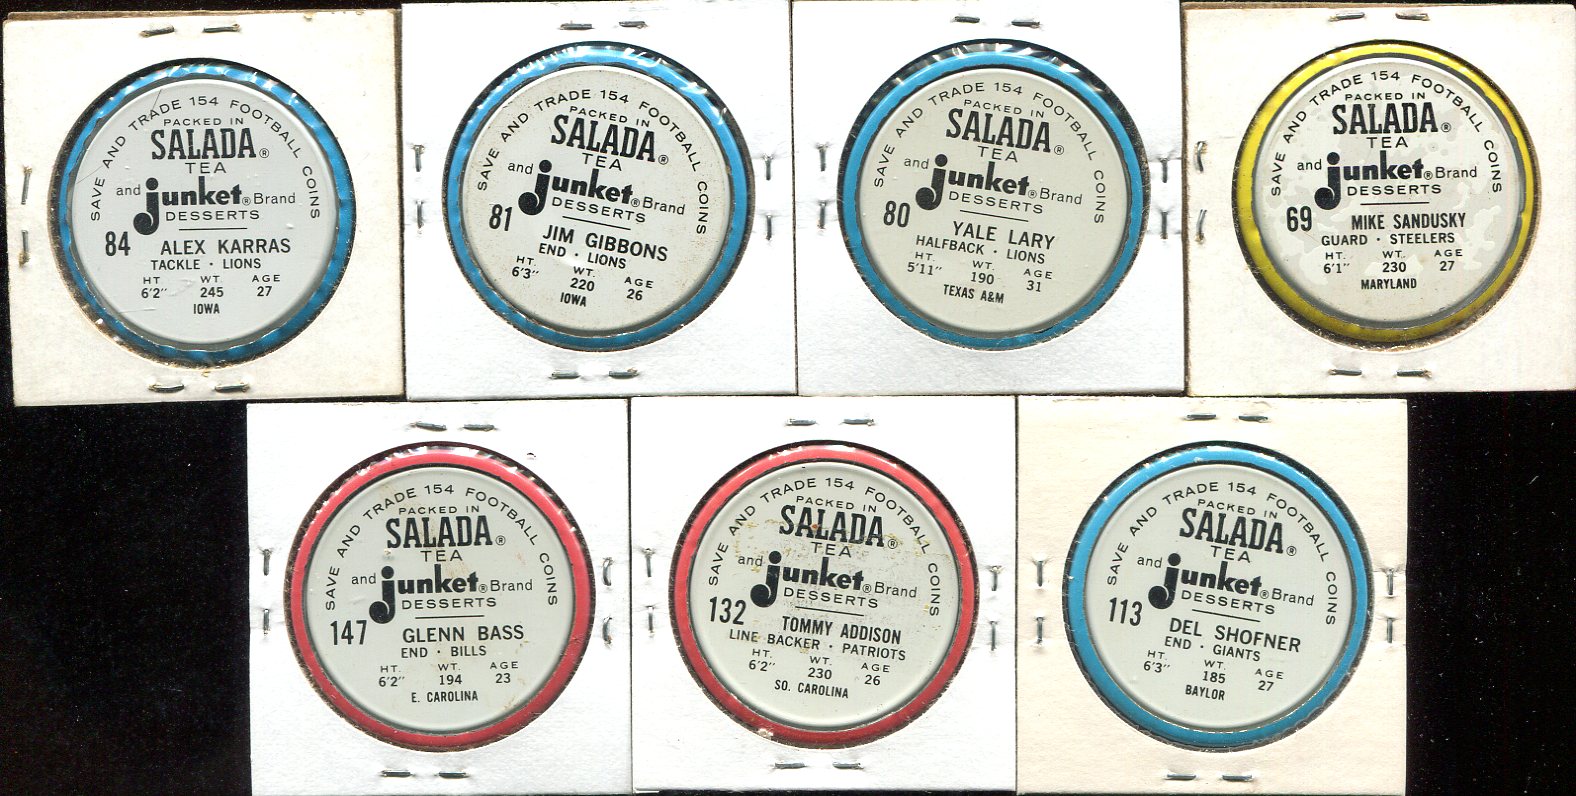 SAVE AND TRADE 154 FOOTBALL COINS
PACKED IN
SALADA®
TEA
and junket® Brand
DESSERTS
84
ALEX KARRAS
TACKLE · LIONS
HT. WT. AGE
6'2" 245 27
IOWA
SAVE AND TRADE 154 FOOTBALL COINS
PACKED IN
SALADA®
TEA
and junket® Brand
DESSERTS
81
JIM GIBBONS
END · LIONS
HT. WT. AGE
6'3" 220 26
IOWA
SAVE AND TRADE 154 FOOTBALL COINS
PACKED IN
SALADA®
TEA
and junket® Brand
DESSERTS
80
YALE LARY
HALFBACK · LIONS
HT. WT. AGE
5'11" 190 31
TEXAS A&M
SAVE AND TRADE 154 FOOTBALL COINS
PACKED IN
SALADA®
TEA
and junket® Brand
DESSERTS
69
MIKE SANDUSKY
GUARD · STEELERS
HT. WT. AGE
6'1" 230 27
MARYLAND
SAVE AND TRADE 154 FOOTBALL COINS
PACKED IN
SALADA®
TEA
and junket® Brand
DESSERTS
147
GLENN BASS
END · BILLS
HT. WT. AGE
6'2" 194 23
E. CAROLINA
SAVE AND TRADE 154 FOOTBALL COINS
PACKED IN
SALADA®
TEA
and junket® Brand
DESSERTS
132
TOMMY ADDISON
LINE BACKER · PATRIOTS
HT. WT. AGE
6'2" 230 26
SO. CAROLINA
SAVE AND TRADE 154 FOOTBALL COINS
PACKED IN
SALADA®
TEA
and junket® Brand
DESSERTS
113
DEL SHOFNER
END · GIANTS
HT. WT. AGE
6'3" 185 27
BAYLOR